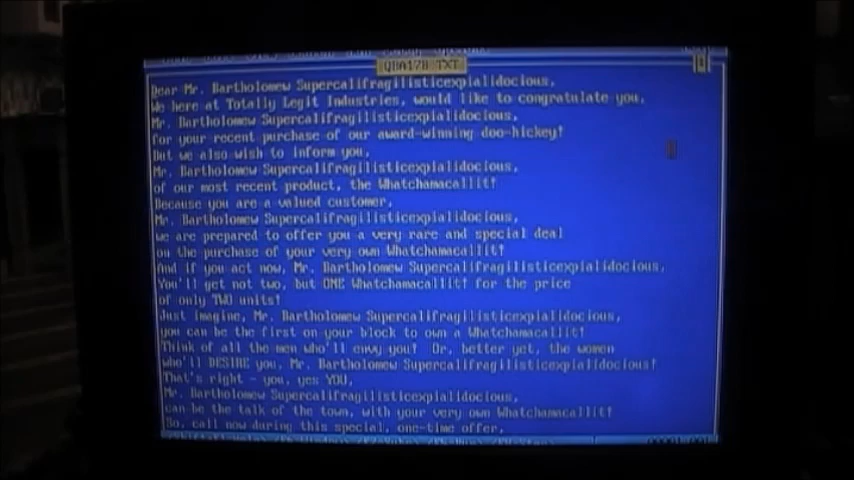 QBA17B TXT
Dear Mr. Bartholomew Supercalifragilisticexpialidocious,
We here at Totally Legit Industries, would like to congratulate you,
Mr. Bartholomew Supercalifragilisticexpialidocious,
for your recent purchase of our award-winning doo-hickey!
But we also wish to inform you,
Mr. Bartholomew Supercalifragilisticexpialidocious,
of our most recent product, the Whatchamacallit!
Because you are a valued customer,
Mr. Bartholomew Supercalifragilisticexpialidocious,
we are prepared to offer you a very rare and special deal
on the purchase of your very own Whatchamacallit!
And if you act now, Mr. Bartholomew Supercalifragilisticexpialidocious,
You'll get not two, but ONE Whatchamacallit! for the price
of only TWO units!
Just imagine, Mr. Bartholomew Supercalifragilisticexpialidocious,
you can be the first on your block to own a Whatchamacallit!
Think of all the men who'll envy you! Or, better yet, the women
who'll DESIRE you, Mr. Bartholomew Supercalifragilisticexpialidocious!
That's right - you, yes YOU,
Mr. Bartholomew Supercalifragilisticexpialidocious,
can be the talk of the town, with your very own Whatchamacallit!
So, call now during this special, one-time offer,